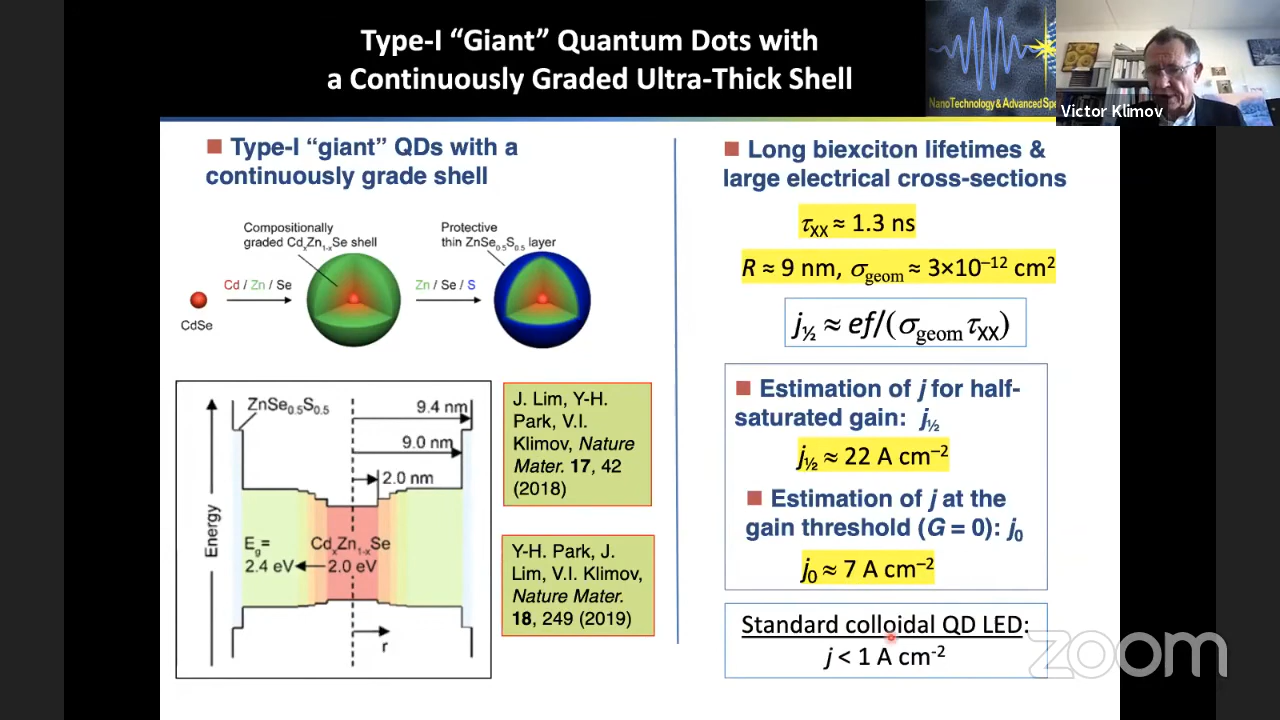 Type-I “Giant” Quantum Dots with
a Continuously Graded Ultra-Thick Shell
NanoTechnology & Advanced Spe
Victor Klimov
Type-I “giant” QDs with a
continuously grade shell
Compositionally
graded CdₓZn₁₋ₓSe shell
Protective
thin ZnSe₀.₅S₀.₅ layer
Cd / Zn / Se
Zn / Se / S
CdSe
ZnSe₀.₅S₀.₅
9.4 nm
9.0 nm
2.0 nm
Energy
E_g =
2.4 eV
CdₓZn₁₋ₓSe
2.0 eV
r
J. Lim, Y-H.
Park, V.I.
Klimov, Nature
Mater. 17, 42
(2018)
Y-H. Park, J.
Lim, V.I. Klimov,
Nature Mater.
18, 249 (2019)
Long biexciton lifetimes &
large electrical cross-sections
τXX ≈ 1.3 ns
R ≈ 9 nm, σgeom ≈ 3×10⁻¹² cm²
j½ ≈ ef/(σgeom τXX)
Estimation of j for half-
saturated gain: j½
j½ ≈ 22 A cm⁻²
Estimation of j at the
gain threshold (G = 0): j₀
j₀ ≈ 7 A cm⁻²
Standard colloidal QD LED:
j < 1 A cm⁻²
zoom